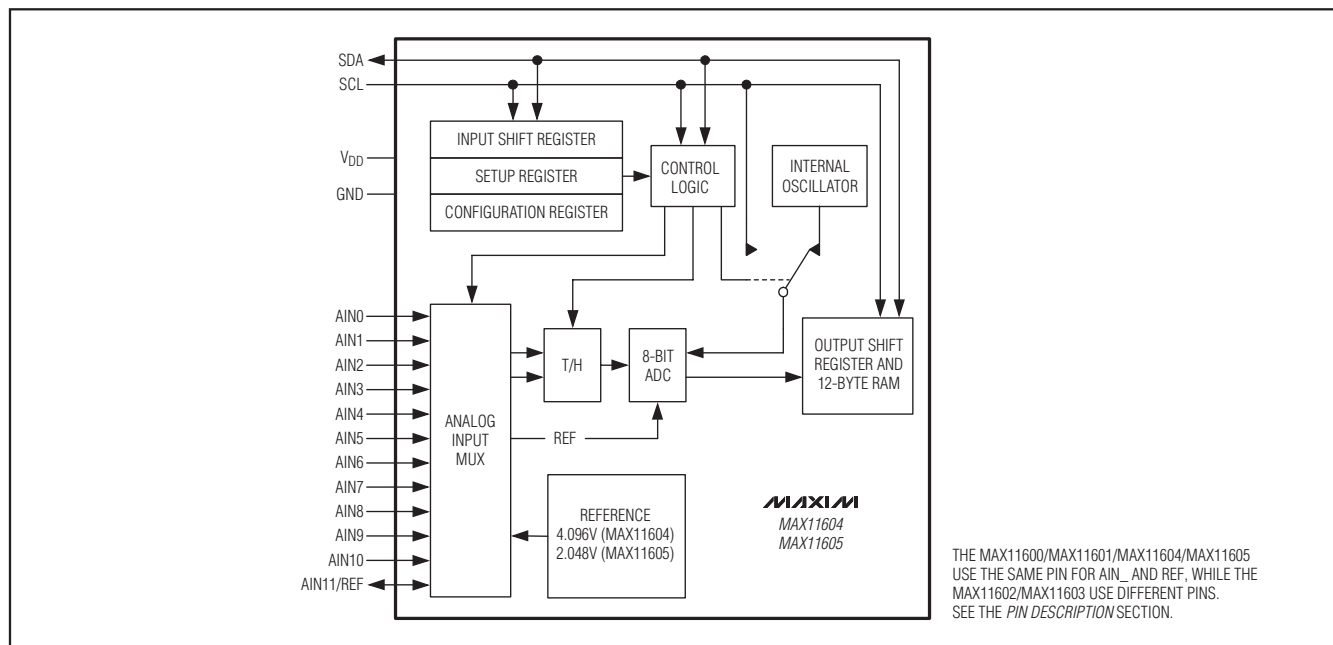 SDA
SCL
V_DD
GND
INPUT SHIFT REGISTER
SETUP REGISTER
CONFIGURATION REGISTER
CONTROL
LOGIC
INTERNAL
OSCILLATOR
AIN0
AIN1
AIN2
AIN3
AIN4
AIN5
AIN6
AIN7
AIN8
AIN9
AIN10
AIN11/REF
ANALOG
INPUT
MUX
T/H
8-BIT
ADC
OUTPUT SHIFT
REGISTER AND
12-BYTE RAM
REF
REFERENCE
4.096V (MAX11604)
2.048V (MAX11605)
MAXIM
MAX11604
MAX11605
THE MAX11600/MAX11601/MAX11604/MAX11605
USE THE SAME PIN FOR AIN_ AND REF, WHILE THE
MAX11602/MAX11603 USE DIFFERENT PINS.
SEE THE PIN DESCRIPTION SECTION.